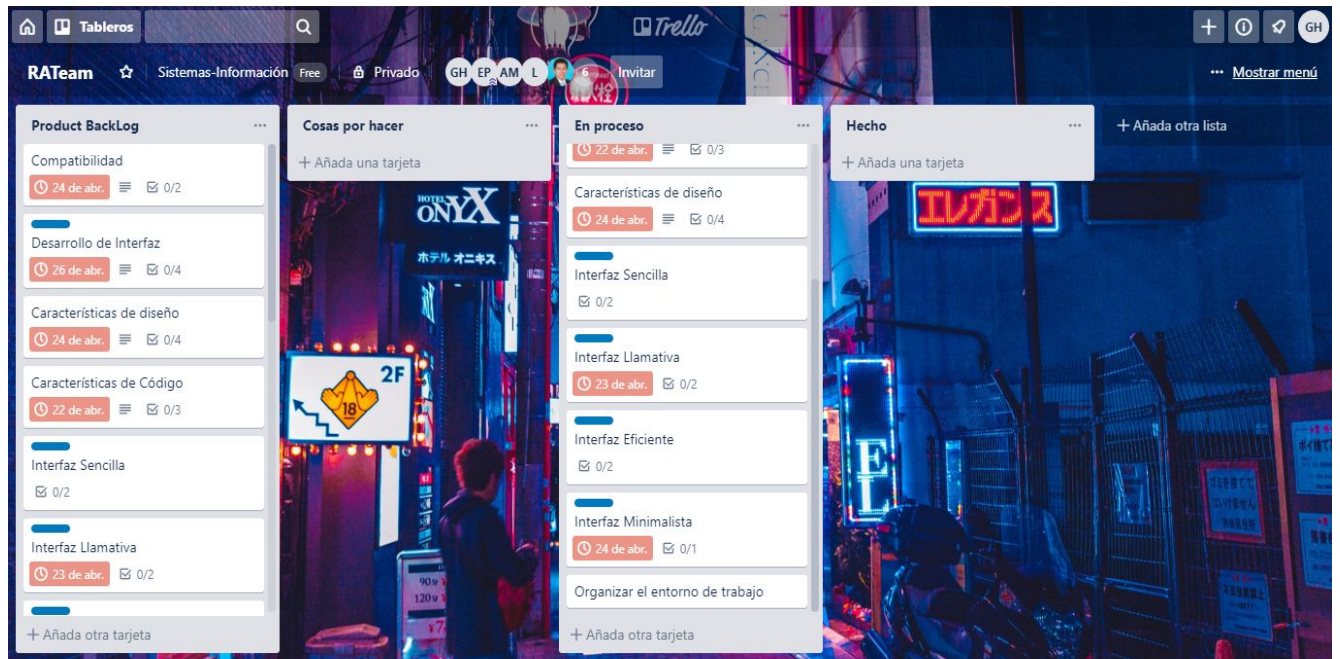 Tableros
Trello
GH
RATeam
Sistemas-Información
Free
Privado
GH
EP
AM
L
6
Invitar
Mostrar menú
Product BackLog
Compatibilidad
24 de abr.
0/2
Desarrollo de Interfaz
26 de abr.
0/4
Características de diseño
24 de abr.
0/4
Características de Código
22 de abr.
0/3
Interfaz Sencilla
0/2
Interfaz Llamativa
23 de abr.
0/2
+ Añada otra tarjeta
Cosas por hacer
+ Añada una tarjeta
En proceso
22 de abr.
0/3
Características de diseño
24 de abr.
0/4
Interfaz Sencilla
0/2
Interfaz Llamativa
23 de abr.
0/2
Interfaz Eficiente
0/2
Interfaz Minimalista
24 de abr.
0/1
Organizar el entorno de trabajo
+ Añada otra tarjeta
Hecho
+ Añada una tarjeta
+ Añada otra lista
HOTEL
ONYX
ホテル オニキス
エレガンス
2F
18
E
L